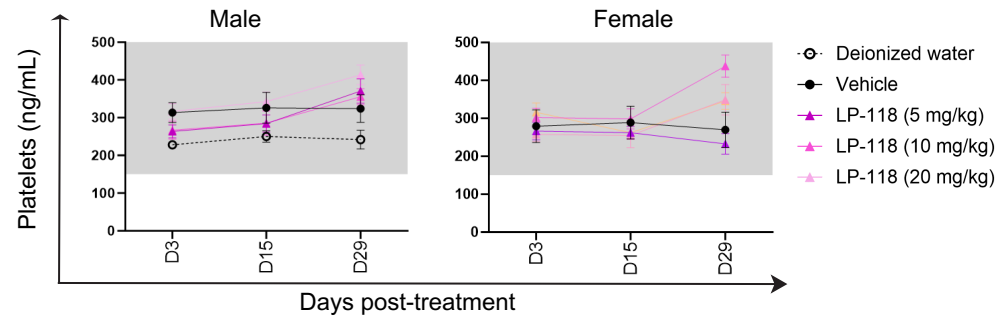 Male
Female
Platelets (ng/mL)
500
400
300
200
100
0
D3
D15
D29
500
400
300
200
100
0
D3
D15
D29
Deionized water
Vehicle
LP-118 (5 mg/kg)
LP-118 (10 mg/kg)
LP-118 (20 mg/kg)
Days post-treatment